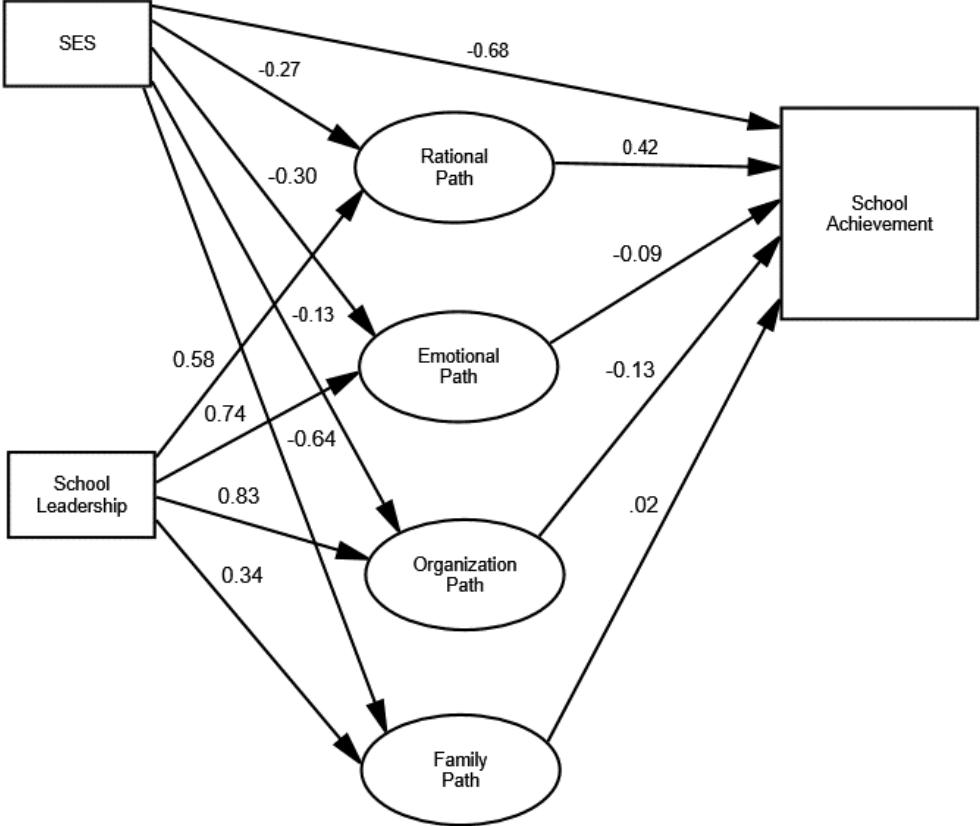 SES
-0.68
-0.27
Rational
Path
0.42
School
Achievement
-0.30
-0.09
-0.13
Emotional
Path
0.58
-0.13
0.74
-0.64
School
Leadership
0.83
.02
Organization
Path
0.34
Family
Path